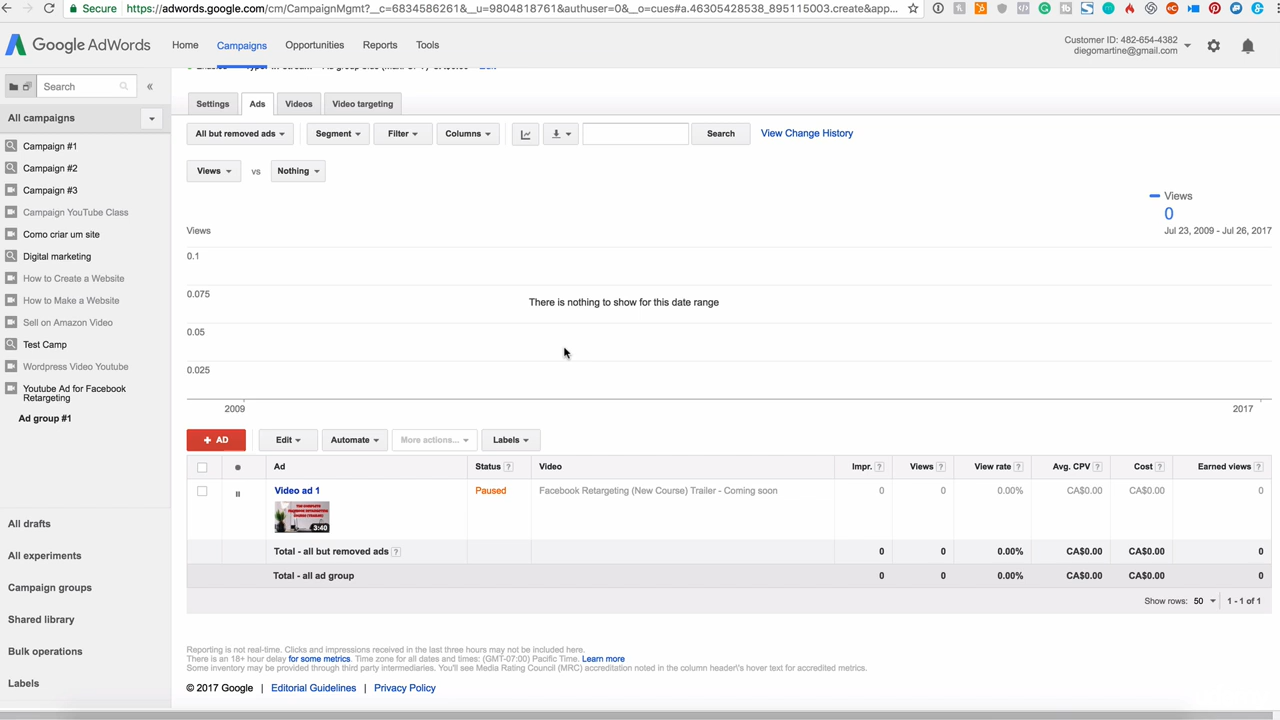 Secure https://adwords.google.com/cm/CampaignMgmt?__c=6834586261&__u=9804818761&authuser=0&__o=cues#a.46305428538_895115003.create&app...
Google AdWords Home Campaigns Opportunities Reports Tools
Customer ID: 482-654-4382
diegomartine@gmail.com
Search «
All campaigns
Campaign #1
Campaign #2
Campaign #3
Campaign YouTube Class
Como criar um site
Digital marketing
How to Create a Website
How to Make a Website
Sell on Amazon Video
Test Camp
Wordpress Video Youtube
Youtube Ad for Facebook
Retargeting
Ad group #1
All drafts
All experiments
Campaign groups
Shared library
Bulk operations
Labels
Settings Ads Videos Video targeting
All but removed ads Segment Filter Columns Search View Change History
Views vs Nothing
Views
0
Jul 23, 2009 - Jul 26, 2017
Views
0.1
0.075
There is nothing to show for this date range
0.05
0.025
2009 2017
+ AD Edit Automate More actions... Labels
Ad Status ? Video Impr. ? Views ? View rate ? Avg. CPV ? Cost ? Earned views ?
Video ad 1 Paused Facebook Retargeting (New Course) Trailer - Coming soon 0 0 0.00% CA$0.00 CA$0.00 0
3:40
Total - all but removed ads ? 0 0 0.00% CA$0.00 CA$0.00 0
Total - all ad group 0 0 0.00% CA$0.00 CA$0.00 0
Show rows: 50 1 - 1 of 1
Reporting is not real-time. Clicks and impressions received in the last three hours may not be included here.
There is an 18+ hour delay for some metrics. Time zone for all dates and times: (GMT-07:00) Pacific Time. Learn more
Some inventory may be provided through third party intermediaries. You'll see Media Rating Council (MRC) accreditation noted in the column header\'s hover text for accredited metrics.
© 2017 Google | Editorial Guidelines | Privacy Policy